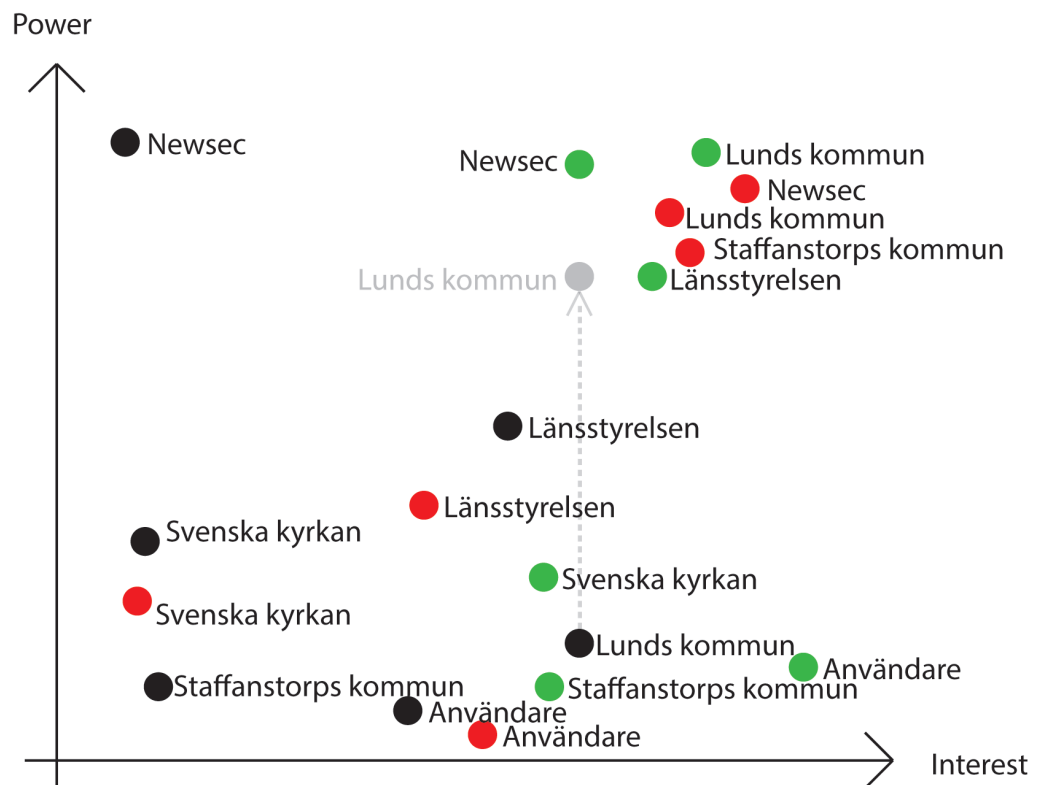 Power
Newsec
Newsec
Lunds kommun
Newsec
Lunds kommun
Staffanstorps kommun
Lunds kommun
Länsstyrelsen
Länsstyrelsen
Länsstyrelsen
Svenska kyrkan
Svenska kyrkan
Svenska kyrkan
Lunds kommun
Användare
Staffanstorps kommun
Staffanstorps kommun
Användare
Användare
Interest